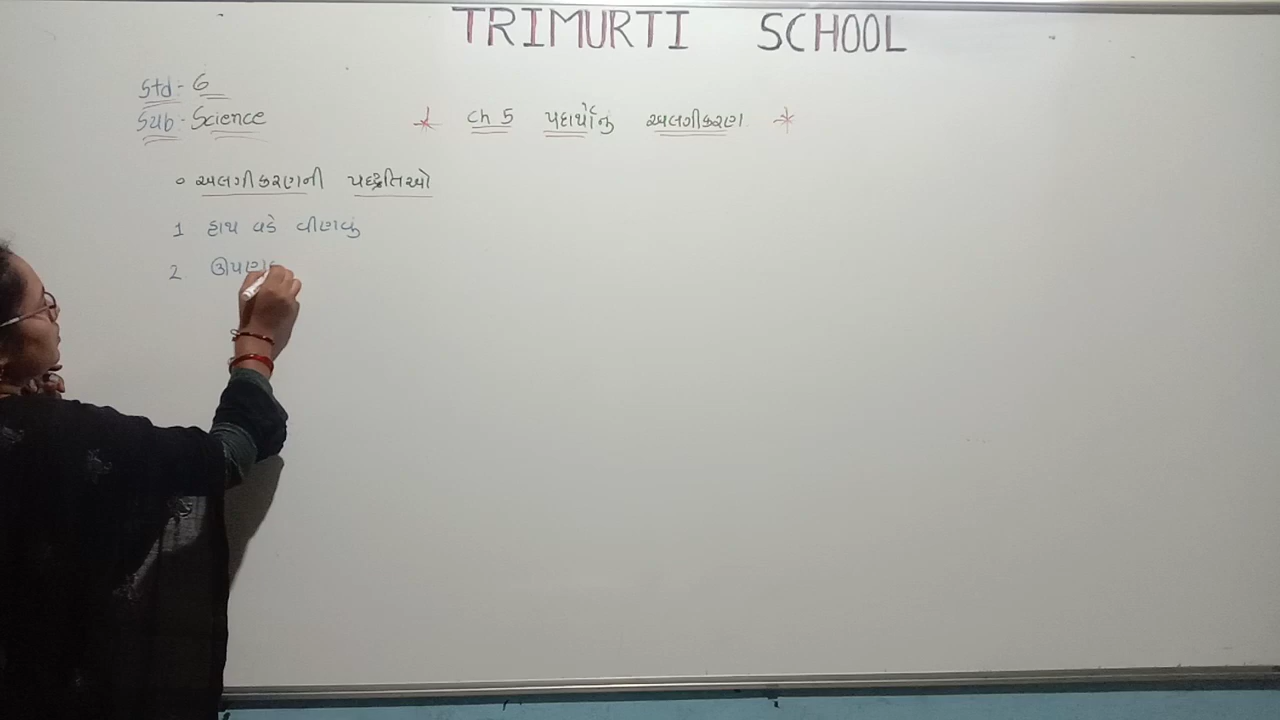 TRIMURTI SCHOOL
Std:- 6
Sub:- Science
Ch 5 પદાર્થોનું અલગીકરણ
અલગીકરણની પદ્ધતિઓ
1 હાથ વડે વીણવું
2. ઊપણ